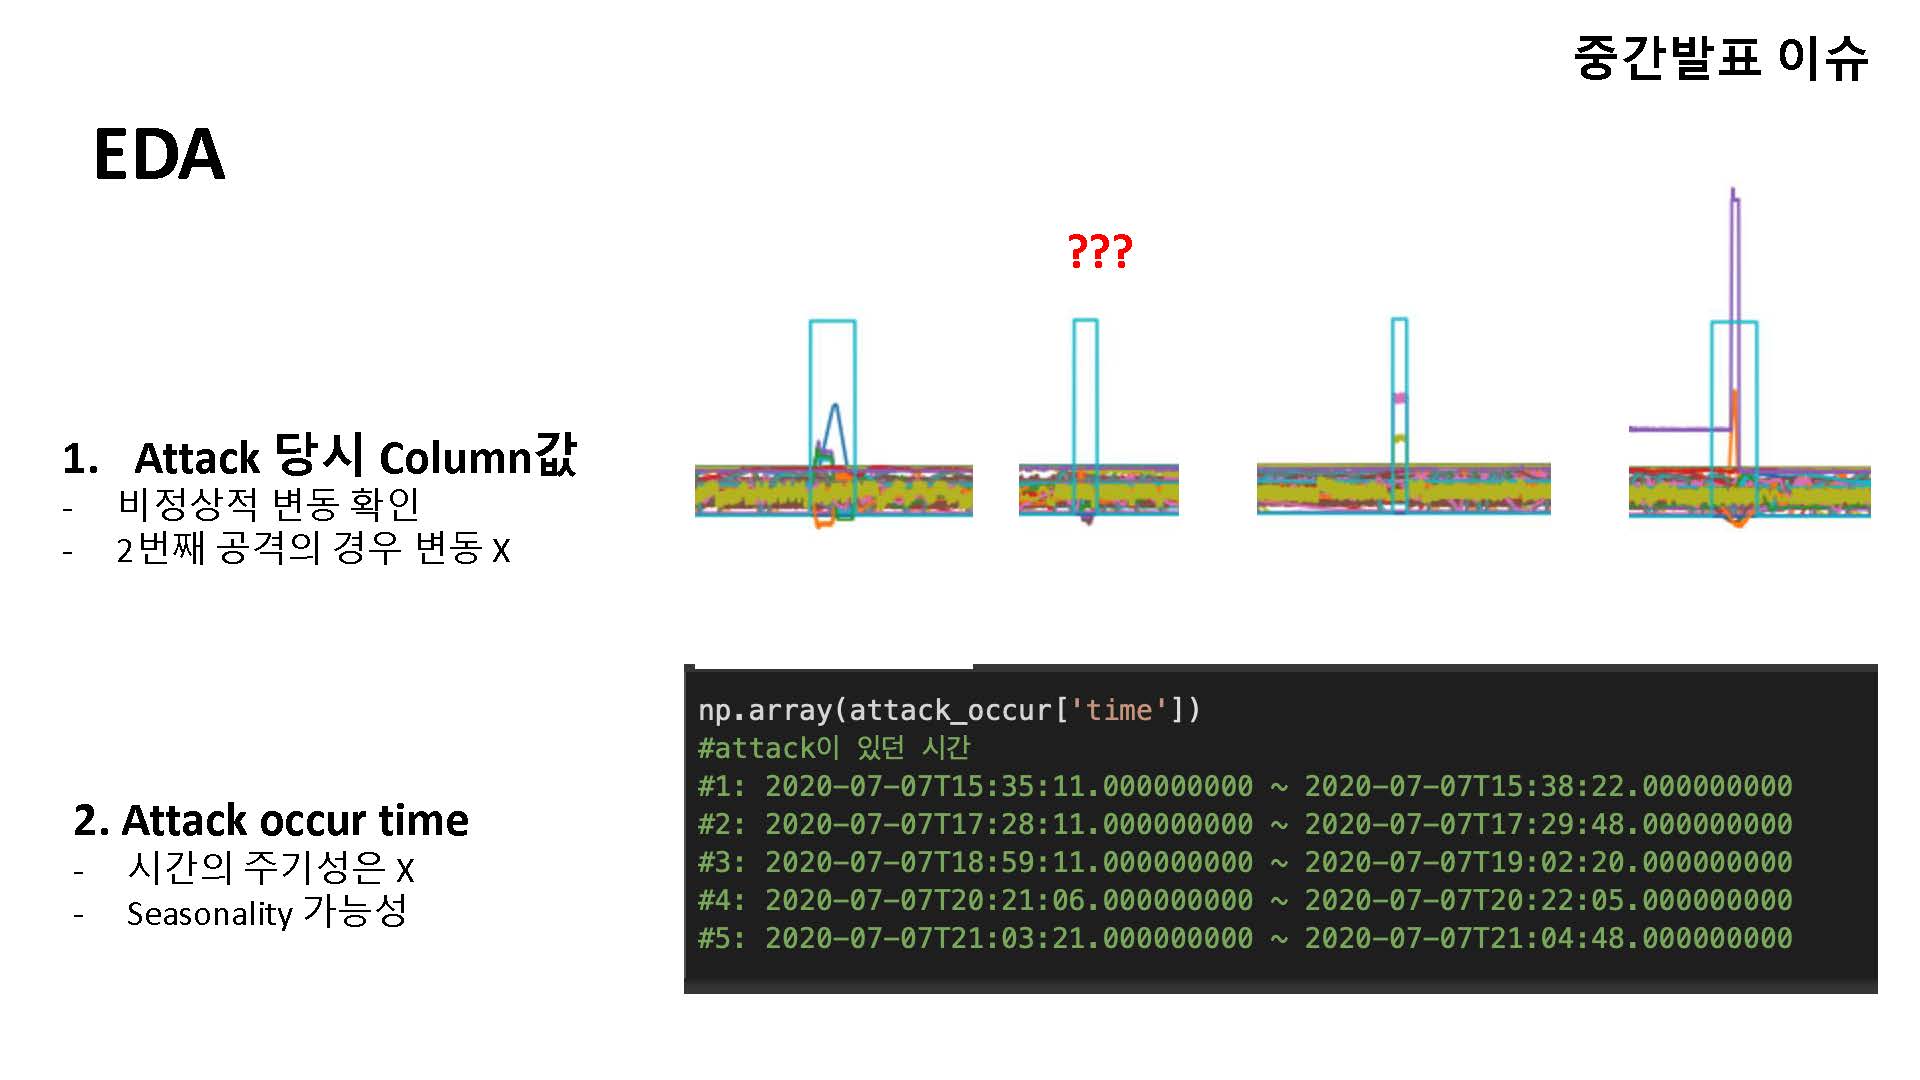 중간발표 이슈
EDA
???
1. Attack 당시 Column값
- 비정상적 변동 확인
- 2번째 공격의 경우 변동 X
np.array(attack_occur['time'])
#attack이 있던 시간
#1: 2020-07-07T15:35:11.000000000 ~ 2020-07-07T15:38:22.000000000
#2: 2020-07-07T17:28:11.000000000 ~ 2020-07-07T17:29:48.000000000
#3: 2020-07-07T18:59:11.000000000 ~ 2020-07-07T19:02:20.000000000
#4: 2020-07-07T20:21:06.000000000 ~ 2020-07-07T20:22:05.000000000
#5: 2020-07-07T21:03:21.000000000 ~ 2020-07-07T21:04:48.000000000
2. Attack occur time
- 시간의 주기성은 X
- Seasonality 가능성